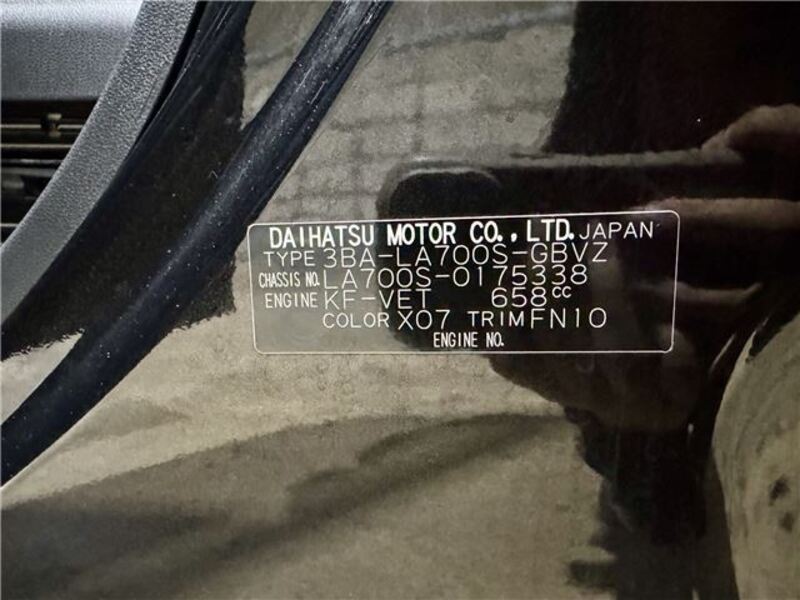 DAIHATSU MOTOR CO., LTD. JAPAN
TYPE 3BA-LA700S-GBVZ
CHASSIS NO. LA700S-0175338
ENGINE KF-VET 658CC
COLOR X07 TRIM FN10
ENGINE NO.